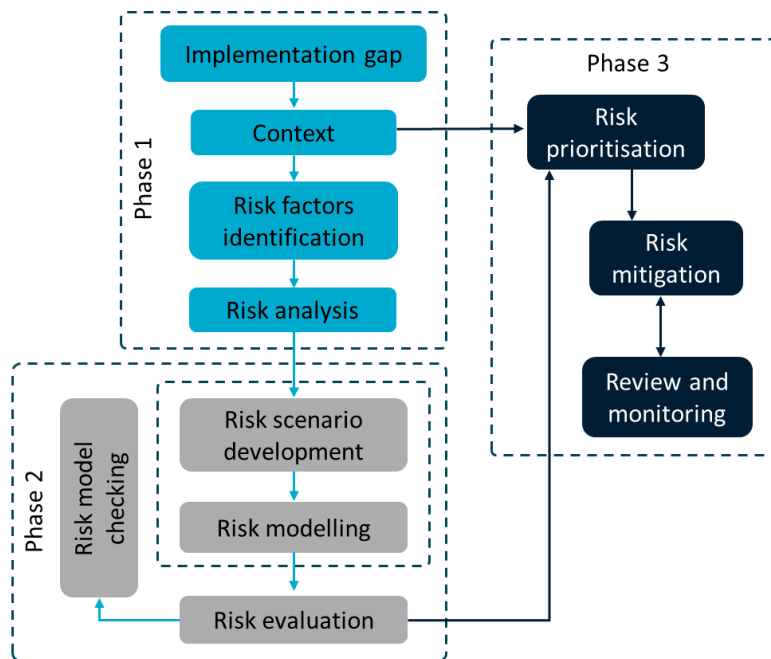 Phase 1
Implementation gap
Context
Risk factors
identification
Risk analysis
Phase 2
Risk model
checking
Risk scenario
development
Risk modelling
Risk evaluation
Phase 3
Risk
prioritisation
Risk
mitigation
Review and
monitoring